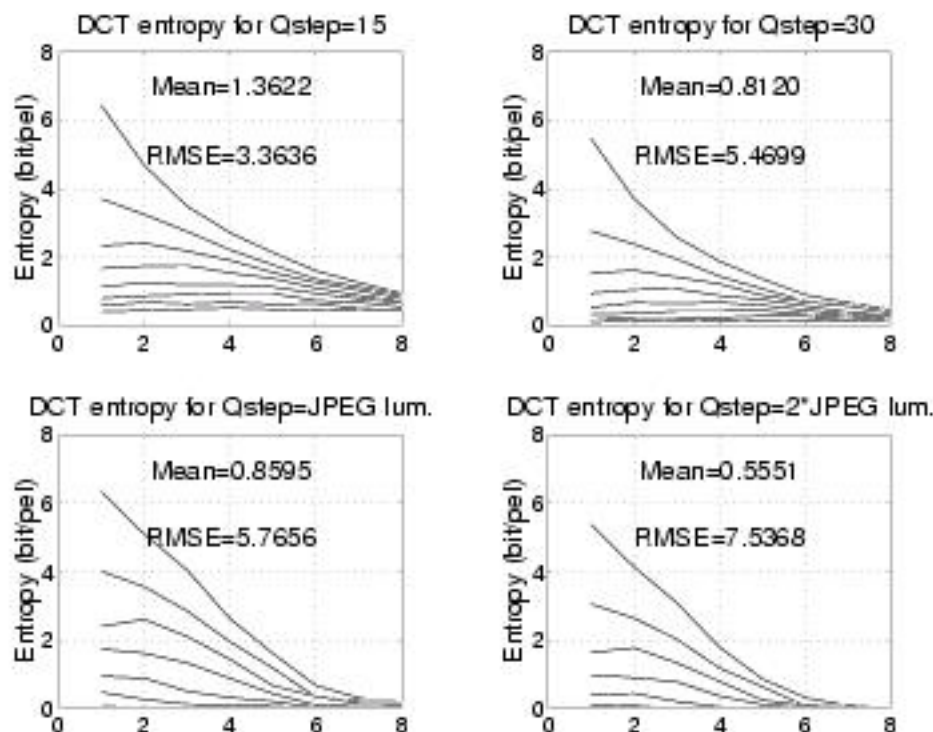 DCT entropy for Qstep=15
Mean=1.3622
RMSE=3.3636
Entropy (bit/pel)
8
6
4
2
0
0 2 4 6 8
DCT entropy for Qstep=30
Mean=0.8120
RMSE=5.4699
Entropy (bit/pel)
8
6
4
2
0
0 2 4 6 8
DCT entropy for Qstep=JPEG lum.
Mean=0.8595
RMSE=5.7656
Entropy (bit/pel)
8
6
4
2
0
0 2 4 6 8
DCT entropy for Qstep=2*JPEG lum.
Mean=0.5551
RMSE=7.5368
Entropy (bit/pel)
8
6
4
2
0
0 2 4 6 8